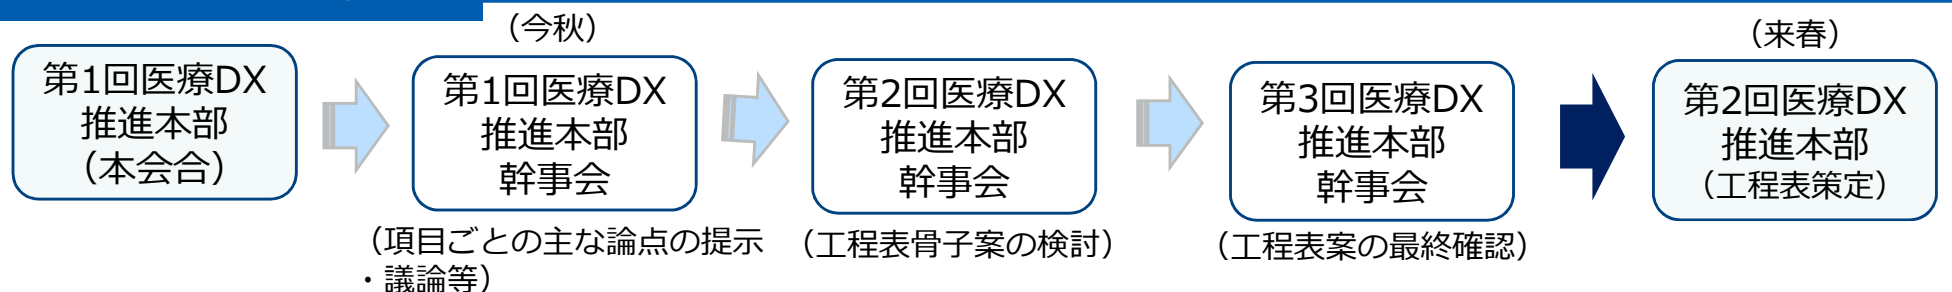 (今秋)
(来春)
第1回医療DX
推進本部
(本会合)
第1回医療DX
推進本部
幹事会
(項目ごとの主な論点の提示
・議論等)
第2回医療DX
推進本部
幹事会
(工程表骨子案の検討)
第3回医療DX
推進本部
幹事会
(工程表案の最終確認)
第2回医療DX
推進本部
(工程表策定)